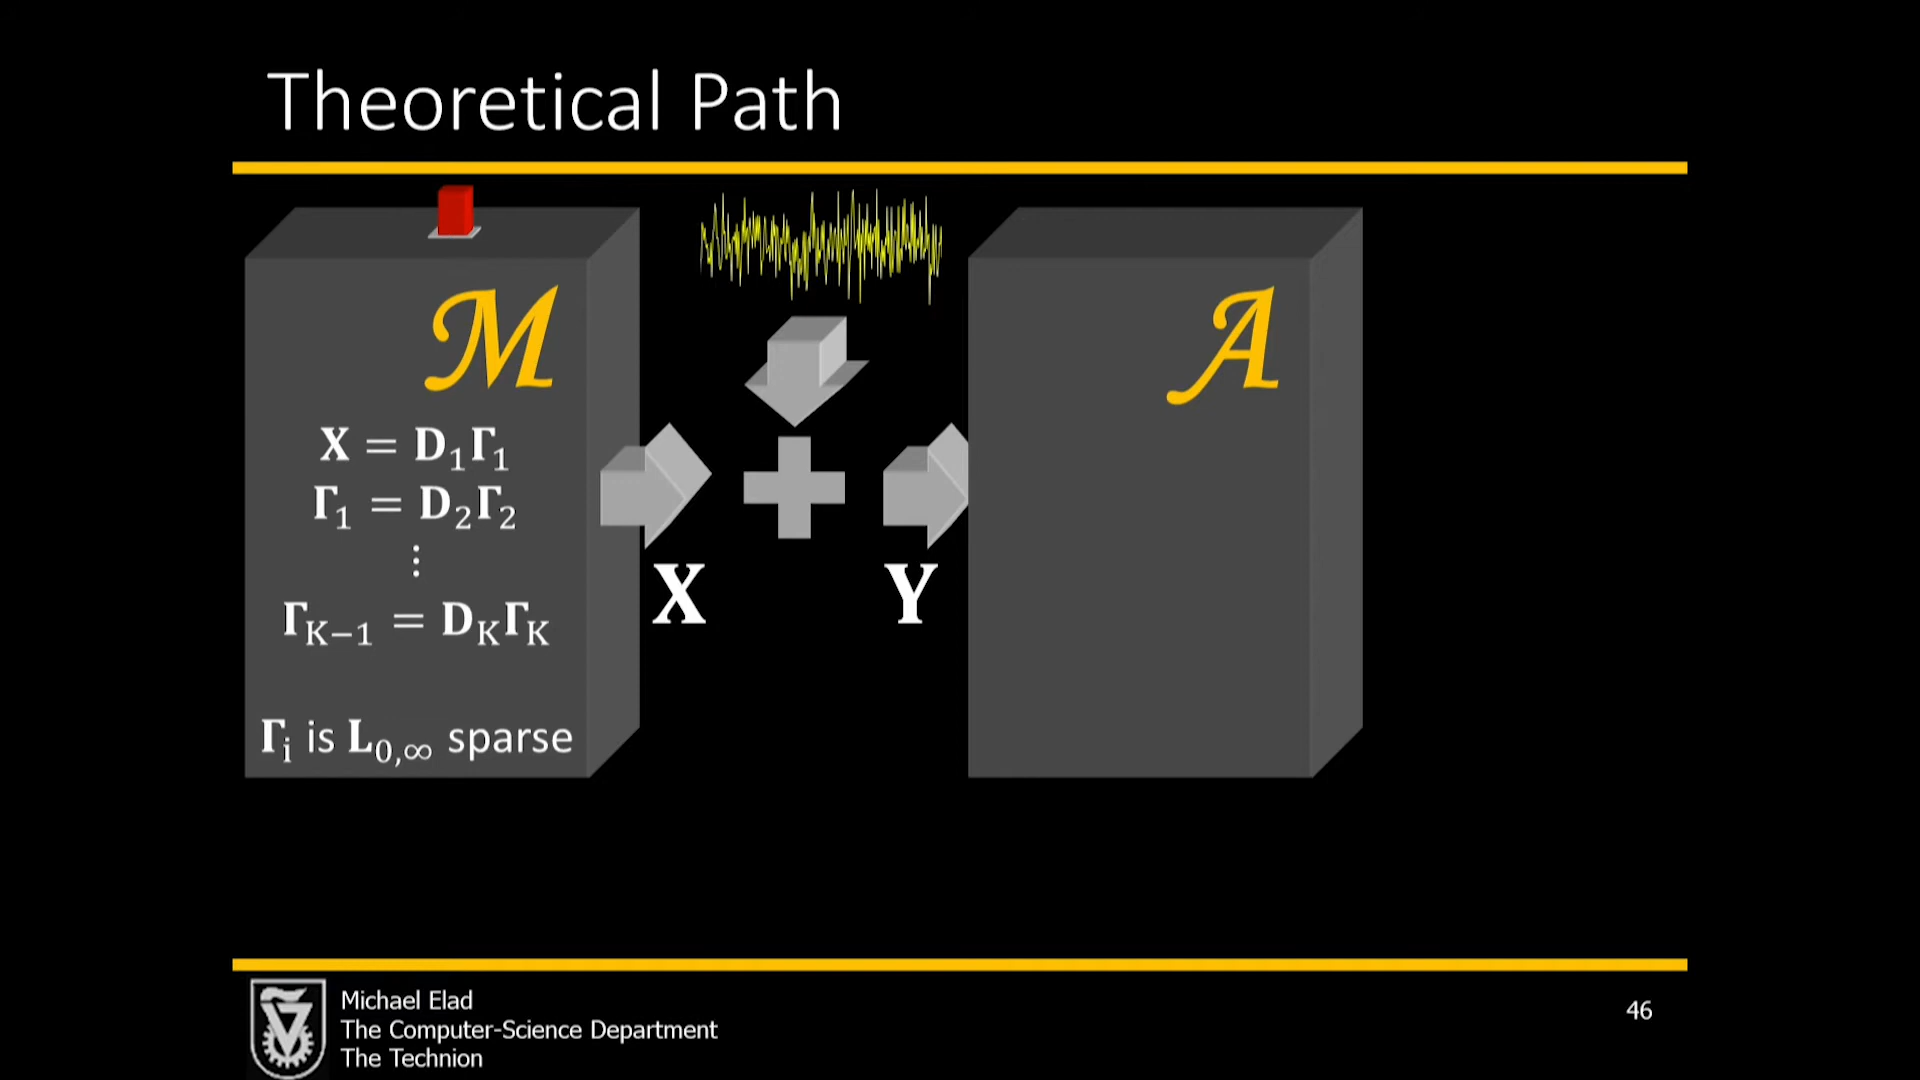 Theoretical Path
ℳ
𝐗 = 𝐃₁𝚪₁
𝚪₁ = 𝐃₂𝚪₂
⋮
𝚪_{K−1} = 𝐃_K𝚪_K
𝚪ᵢ is 𝐋_{0,∞} sparse
𝐗
𝐘
𝒜
Michael Elad
The Computer-Science Department
The Technion
46